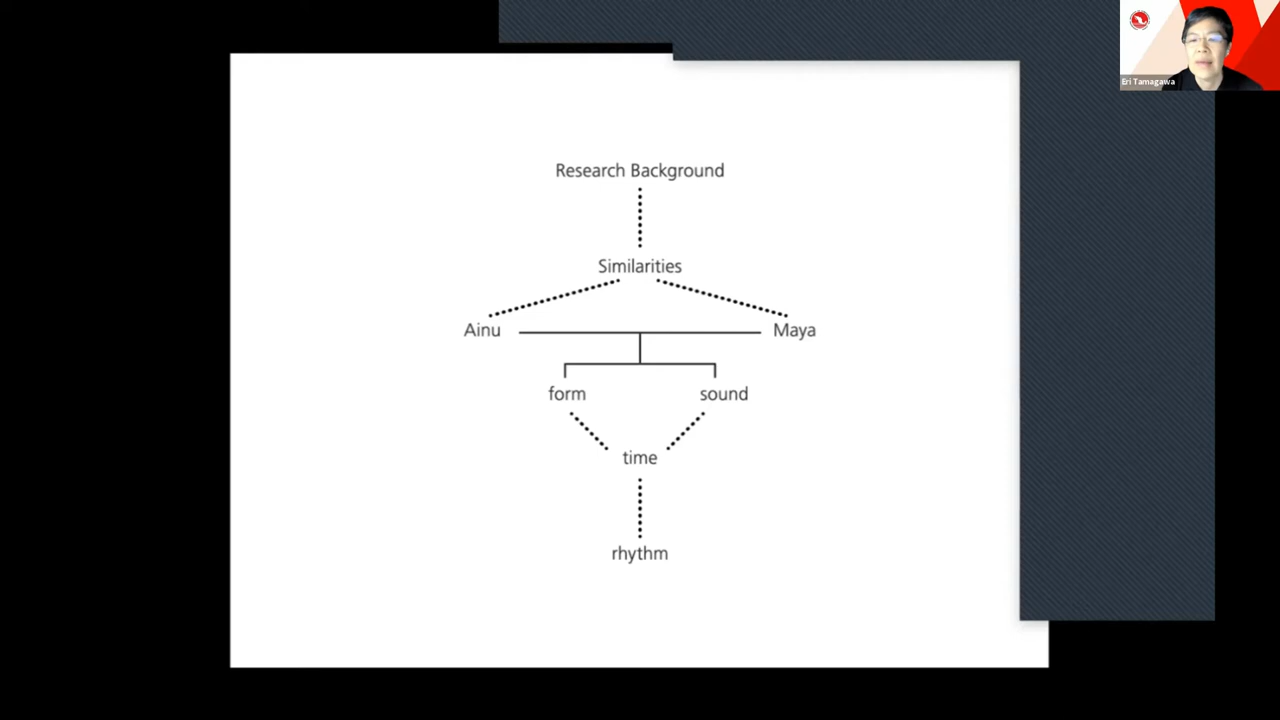 Research Background
Similarities
Ainu
Maya
form
sound
time
rhythm
Eri Tamagawa